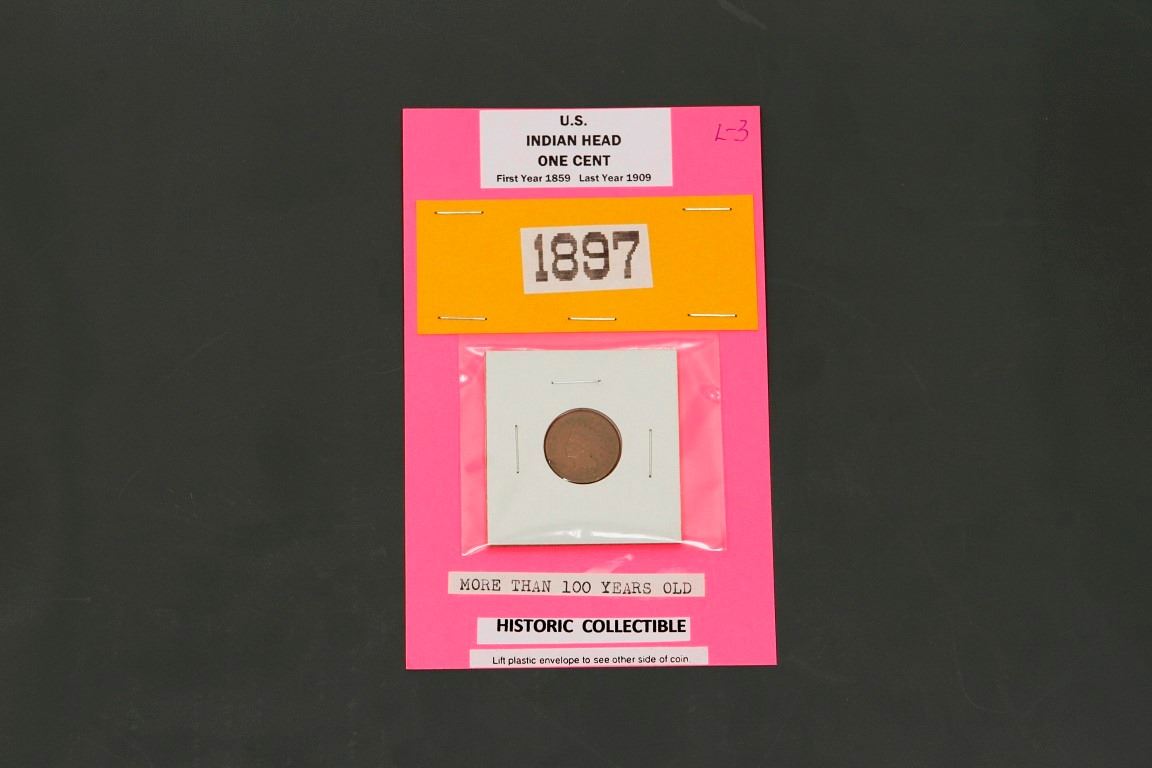 U.S.
INDIAN HEAD
ONE CENT
First Year 1859 Last Year 1909
L-3
1897
MORE THAN 100 YEARS OLD
HISTORIC COLLECTIBLE
Lift plastic envelope to see other side of coin